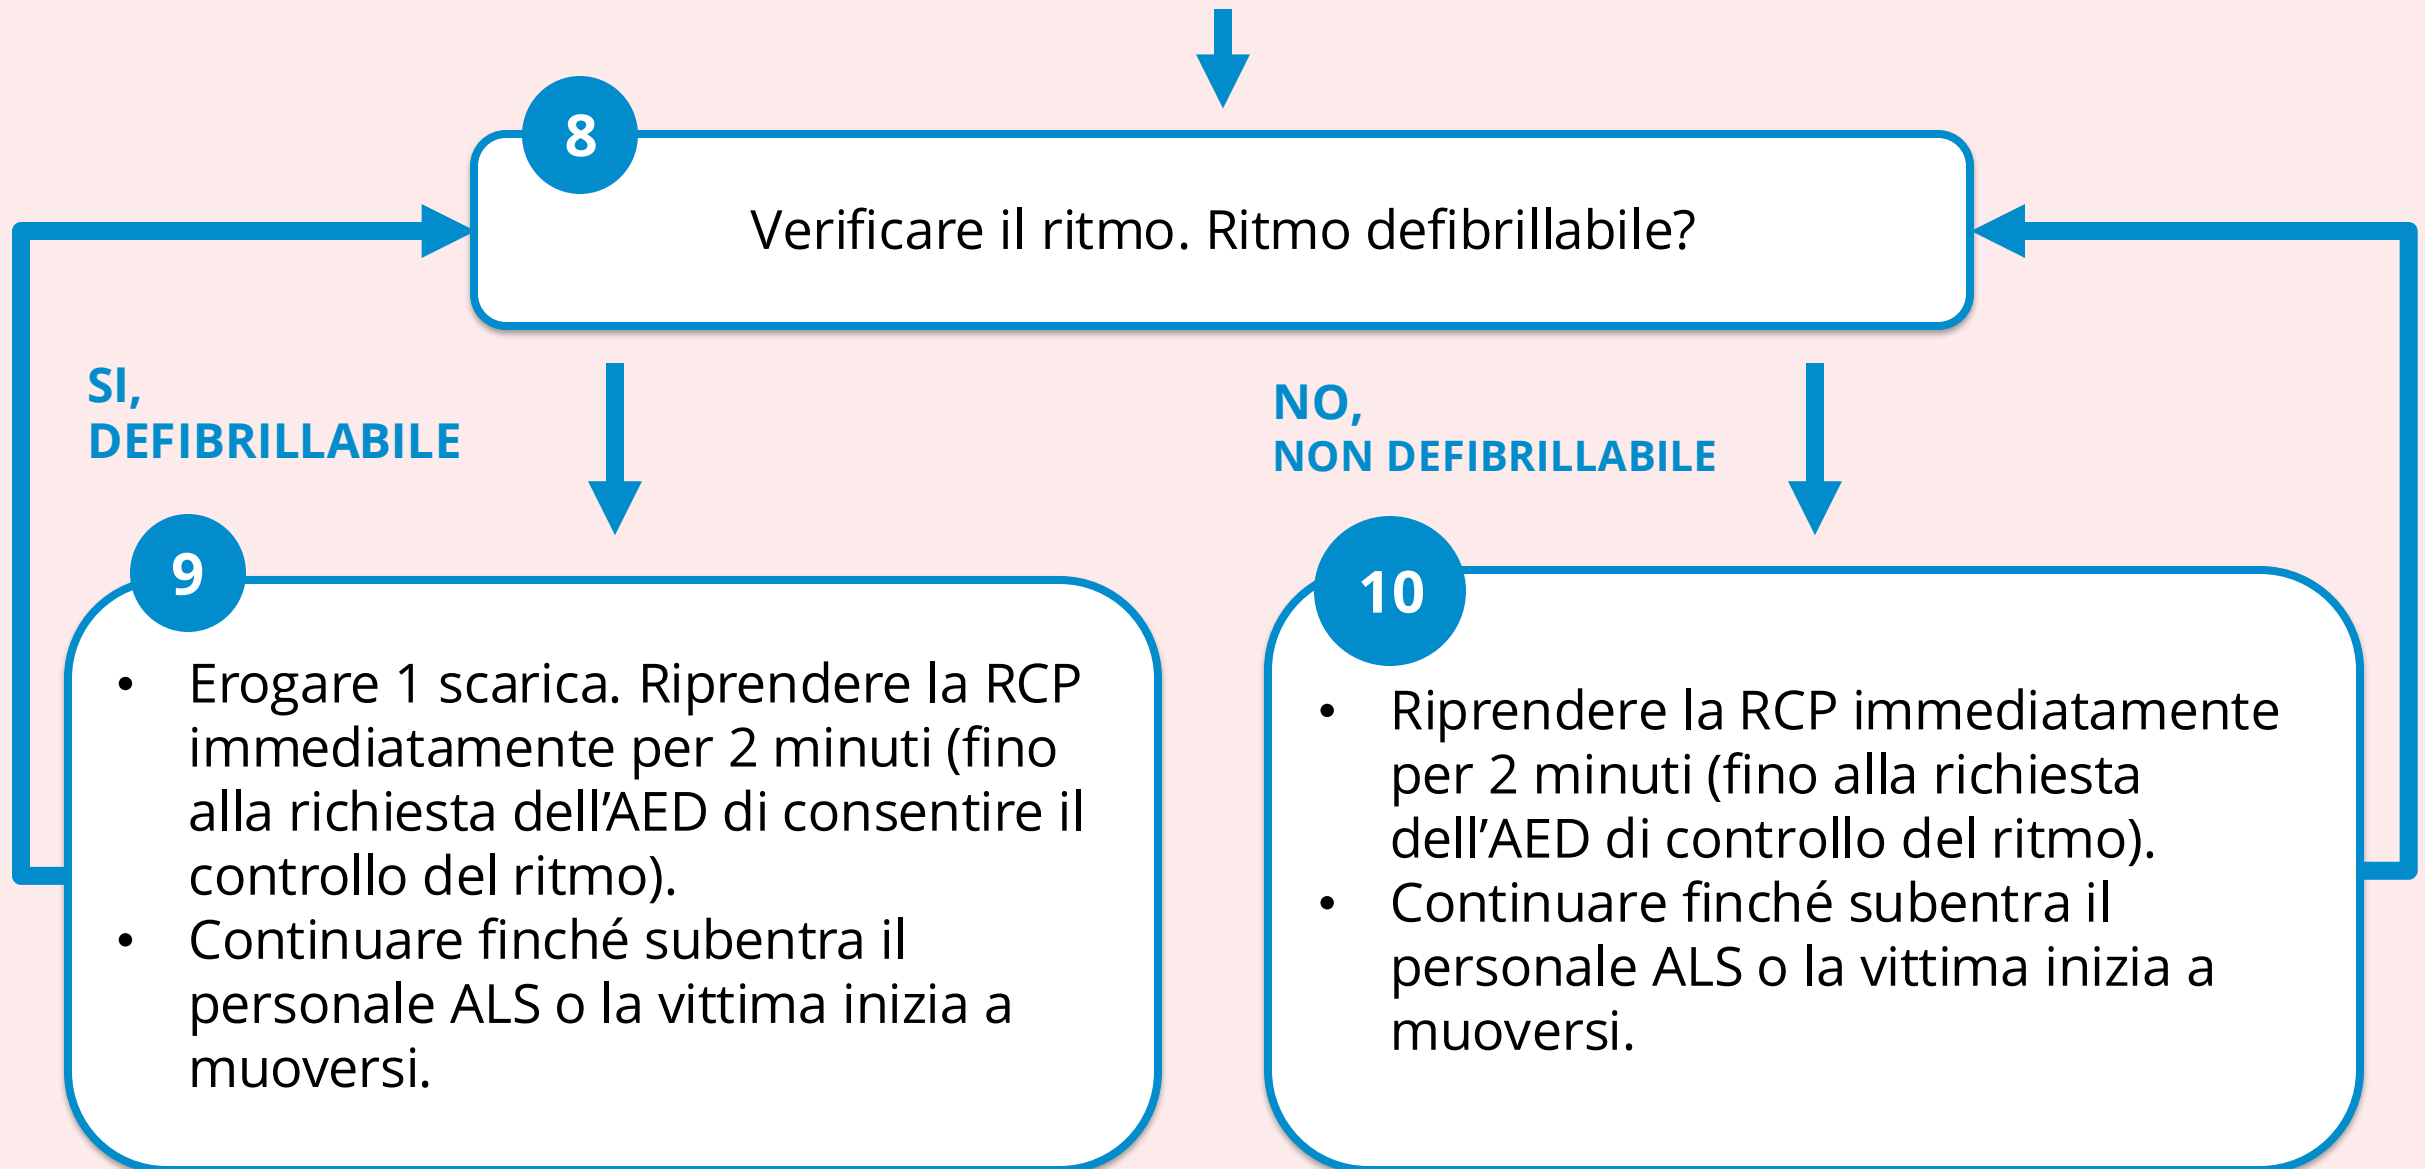 8
Verificare il ritmo. Ritmo defibrillabile?
SI,
DEFIBRILLABILE
NO,
NON DEFIBRILLABILE
9
• Erogare 1 scarica. Riprendere la RCP
immediatamente per 2 minuti (fino
alla richiesta dell’AED di consentire il
controllo del ritmo).
• Continuare finché subentra il
personale ALS o la vittima inizia a
muoversi.
10
• Riprendere la RCP immediatamente
per 2 minuti (fino alla richiesta
dell’AED di controllo del ritmo).
• Continuare finché subentra il
personale ALS o la vittima inizia a
muoversi.